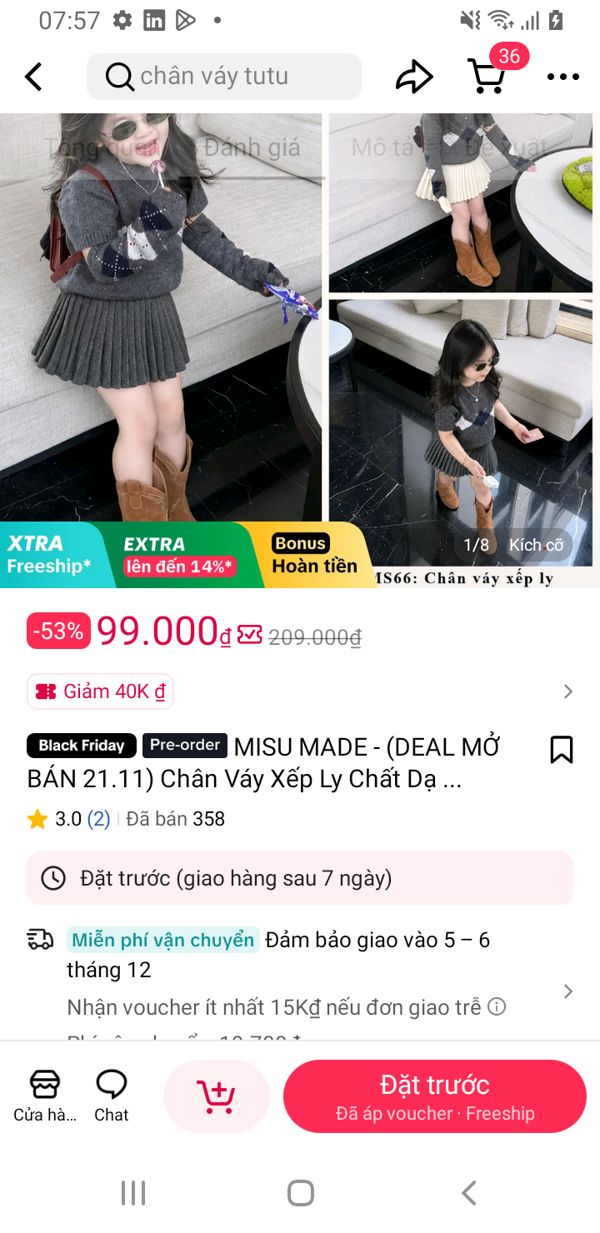 07:57
36
chân váy tutu
Đánh giá
Mô tả
XTRA
Freeship*
EXTRA
lên đến 14%*
Bonus
Hoàn tiền
1/8 Kích cỡ
MS66: Chân váy xếp ly
-53% 99.000₫ 209.000₫
Giảm 40K ₫
Black Friday Pre-order MISU MADE - (DEAL MỞ
BÁN 21.11) Chân Váy Xếp Ly Chất Dạ ...
3.0 (2) Đã bán 358
Đặt trước (giao hàng sau 7 ngày)
Miễn phí vận chuyển Đảm bảo giao vào 5 – 6
tháng 12
Nhận voucher ít nhất 15K₫ nếu đơn giao trễ
Cửa hà...
Chat
Đặt trước
Đã áp voucher · Freeship